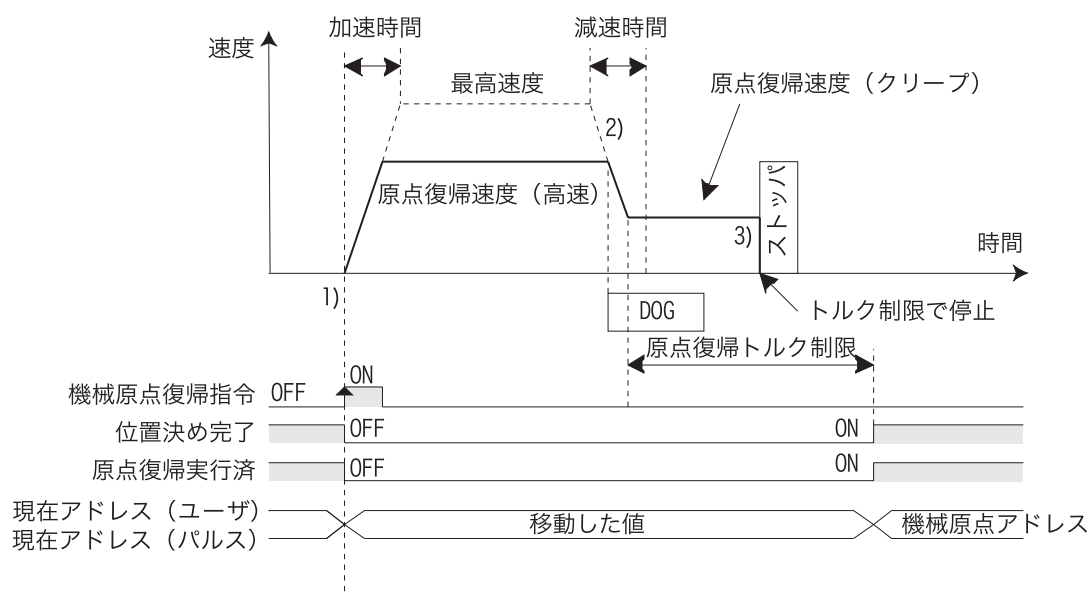 加速時間
減速時間
速度
最高速度
原点復帰速度（クリープ）
2)
原点復帰速度（高速）
ストッパ
3)
時間
1)
DOG
トルク制限で停止
原点復帰トルク制限
ON
機械原点復帰指令 OFF
位置決め完了 OFF ON
原点復帰実行済 OFF ON
現在アドレス（ユーザ）
現在アドレス（パルス）
移動した値
機械原点アドレス